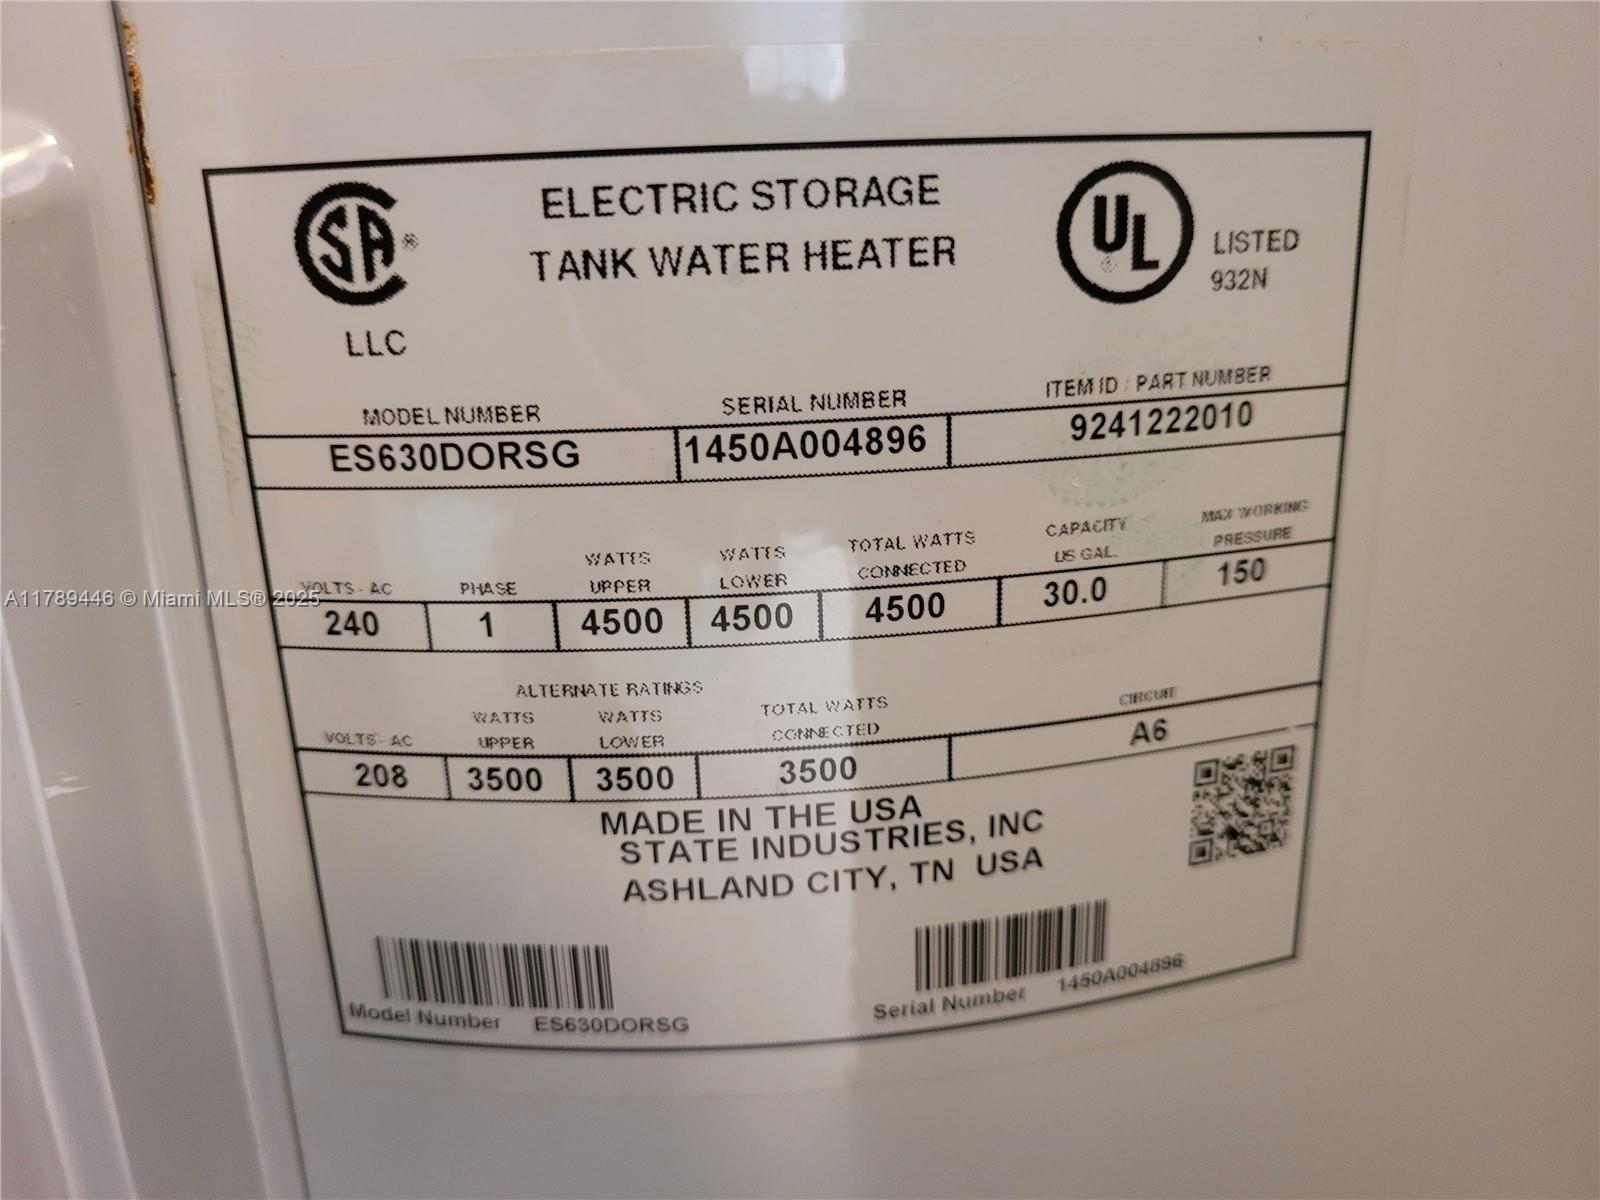 SA®
LLC
ELECTRIC STORAGE
TANK WATER HEATER
UL®
LISTED
932N
MODEL NUMBER SERIAL NUMBER ITEM ID / PART NUMBER
ES630DORSG 1450A004896 9241222010
VOLTS - AC PHASE WATTS UPPER WATTS LOWER TOTAL WATTS CONNECTED CAPACITY US GAL. MAX WORKING PRESSURE
240 1 4500 4500 4500 30.0 150
ALTERNATE RATINGS
VOLTS - AC WATTS UPPER WATTS LOWER TOTAL WATTS CONNECTED CIRCUIT
208 3500 3500 3500 A6
MADE IN THE USA
STATE INDUSTRIES, INC
ASHLAND CITY, TN USA
Model Number ES630DORSG
Serial Number 1450A004896
A11789446 © Miami MLS® 2025